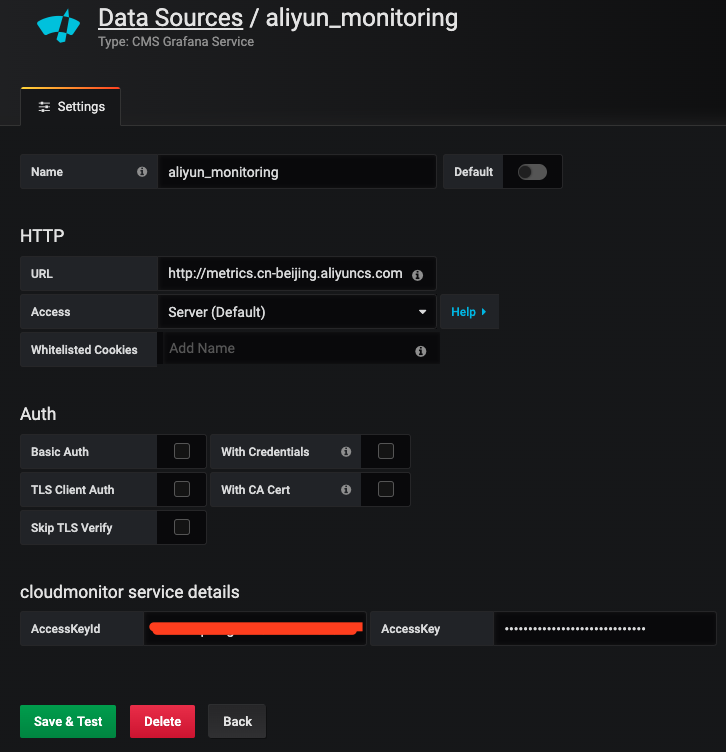 Data Sources / aliyun_monitoring
Type: CMS Grafana Service
Settings
Name aliyun_monitoring Default
HTTP
URL http://metrics.cn-beijing.aliyuncs.com
Access Server (Default) Help
Whitelisted Cookies Add Name
Auth
Basic Auth With Credentials
TLS Client Auth With CA Cert
Skip TLS Verify
cloudmonitor service details
AccessKeyId AccessKey ••••••••••••••••••••••••••••••
Save & Test Delete Back